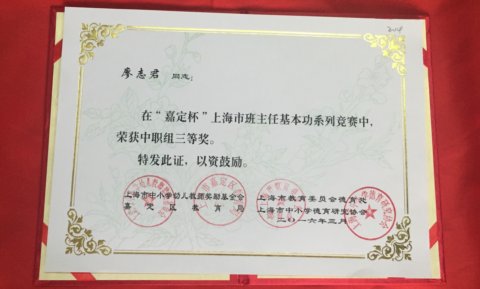 廖志君 同志:
在“嘉定杯”上海市班主任基本功系列竞赛中,
荣获中职组三等奖。
特发此证,以资鼓励。
上海市中小学幼儿教师奖励基金会 上海市教育委员会德育处
嘉定区教育局 上海市中小学德育研究协会
二〇一六年三月